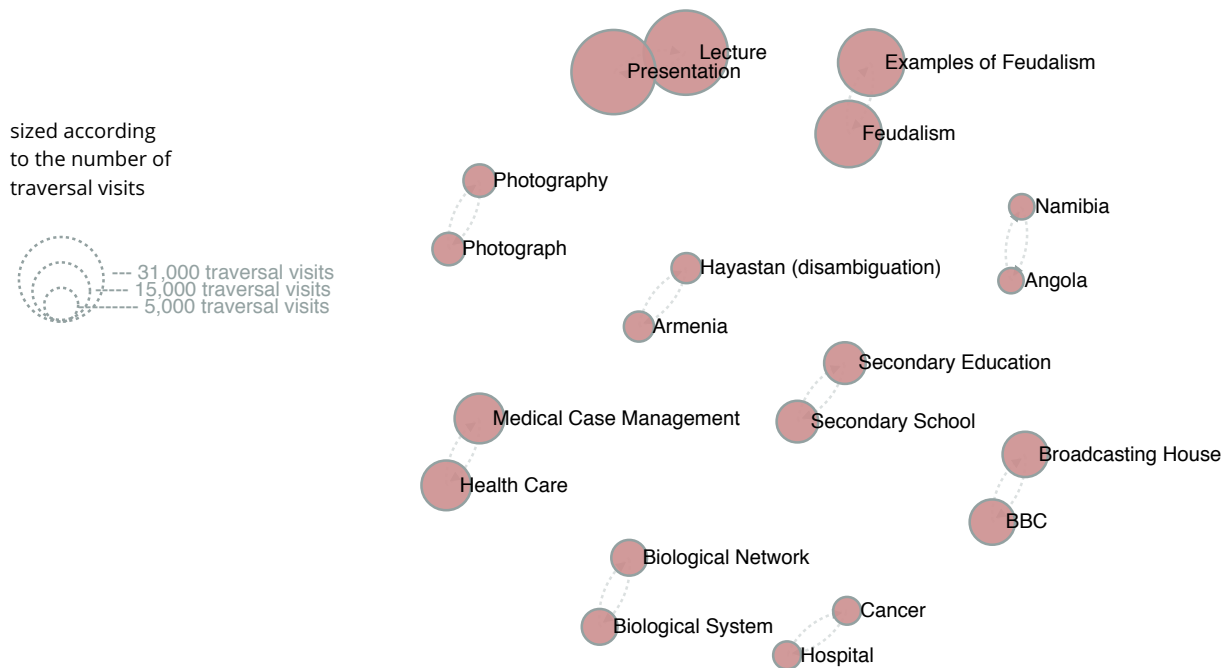 Lecture
Presentation
Examples of Feudalism
Feudalism
sized according
to the number of
traversal visits
Photography
Photograph
Namibia
Angola
Hayastan (disambiguation)
Armenia
31,000 traversal visits
15,000 traversal visits
5,000 traversal visits
Secondary Education
Secondary School
Medical Case Management
Health Care
Broadcasting House
BBC
Biological Network
Biological System
Cancer
Hospital